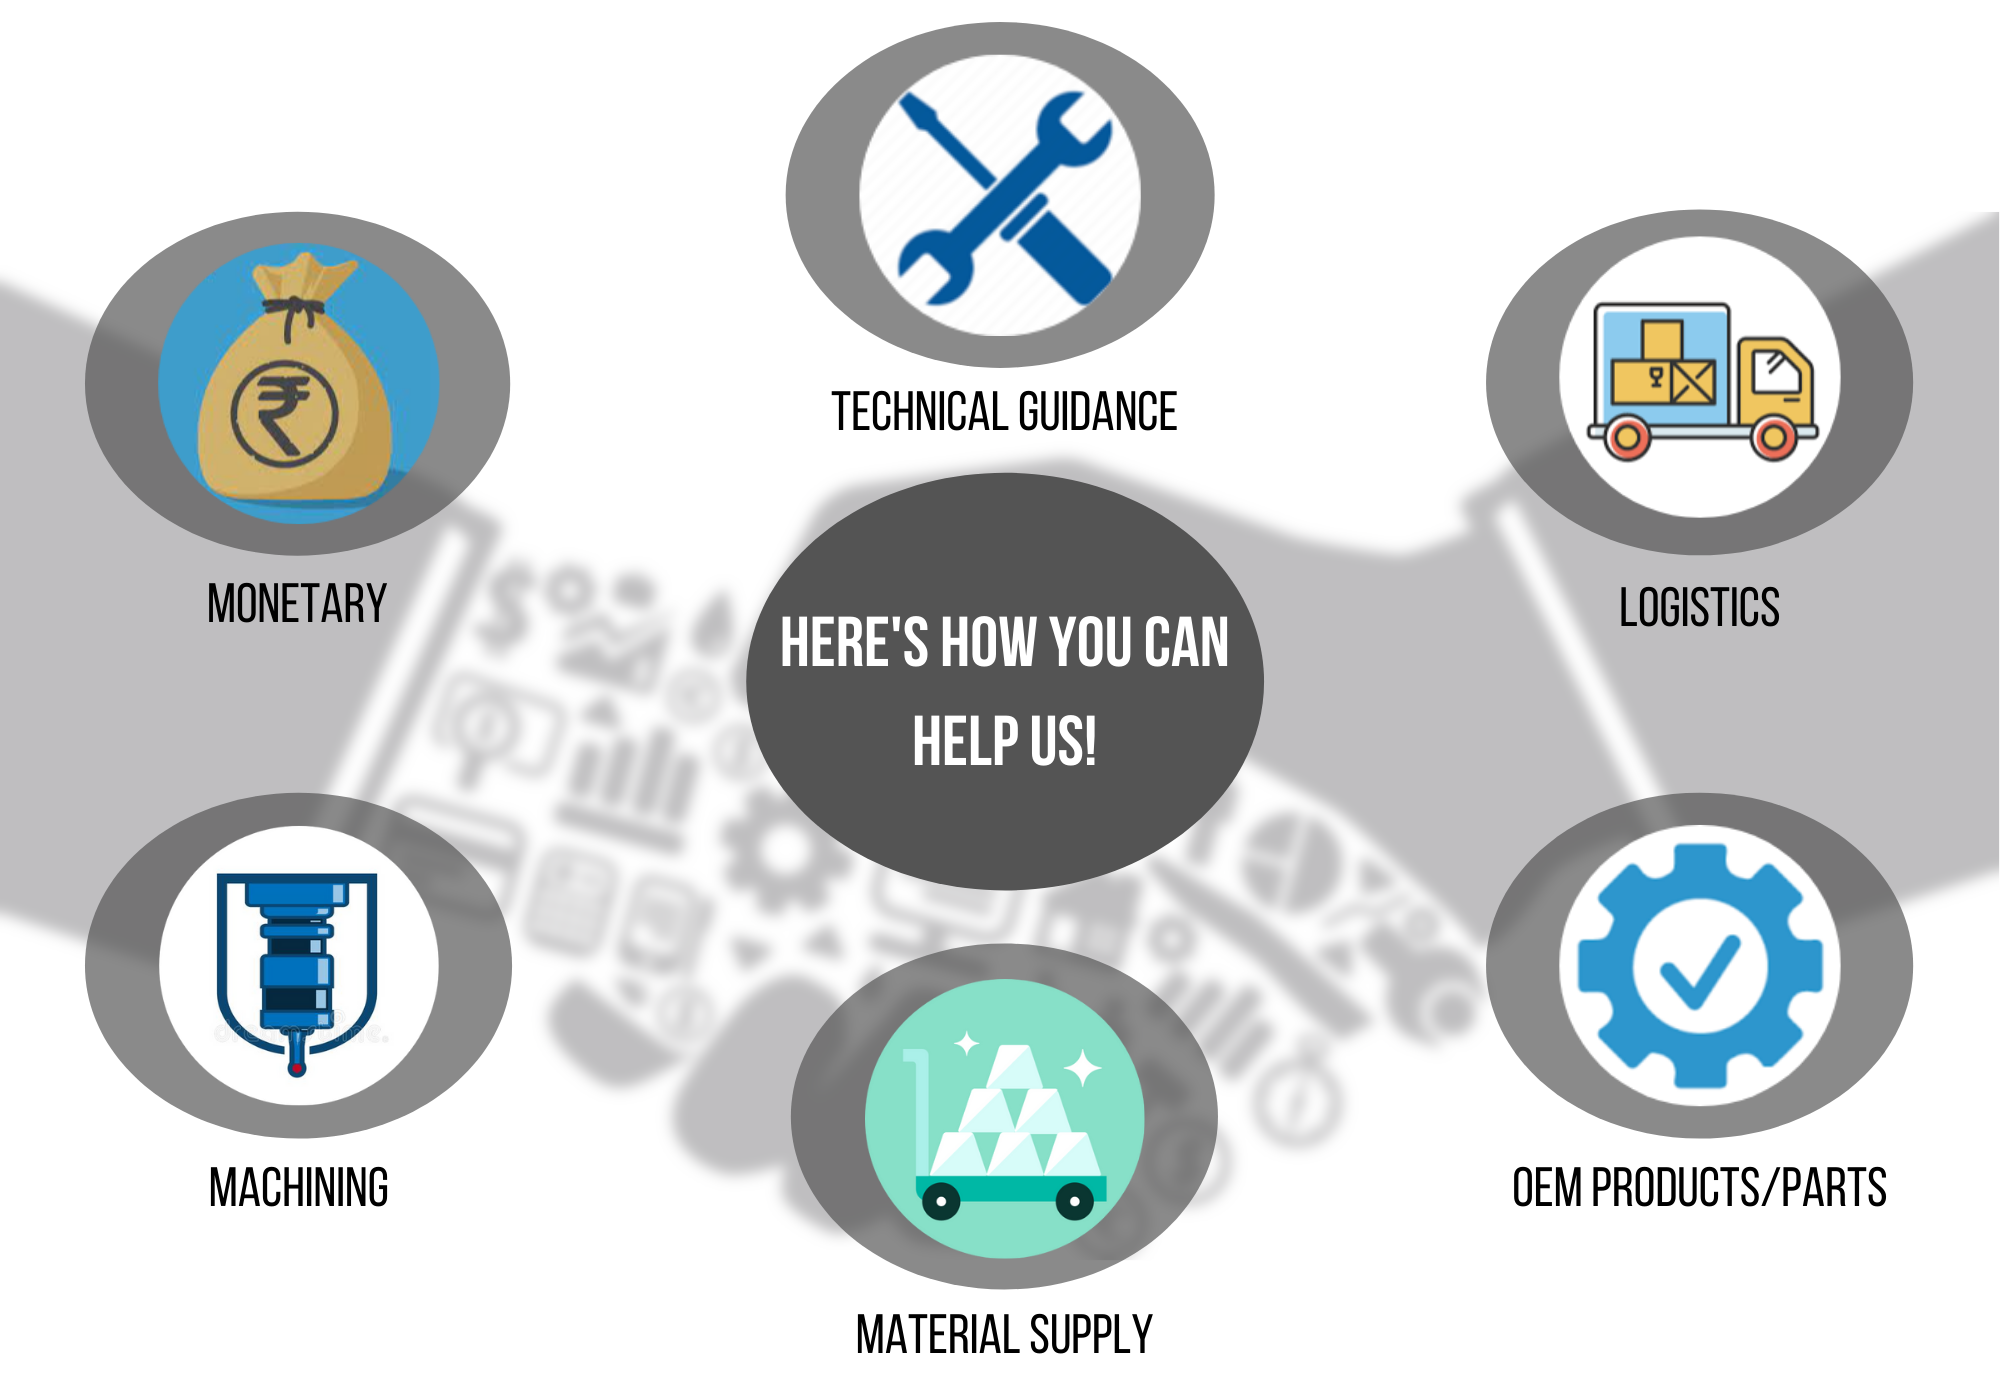 TECHNICAL GUIDANCE
₹
MONETARY
LOGISTICS
HERE'S HOW YOU CAN
HELP US!
MACHINING
OEM PRODUCTS/PARTS
MATERIAL SUPPLY